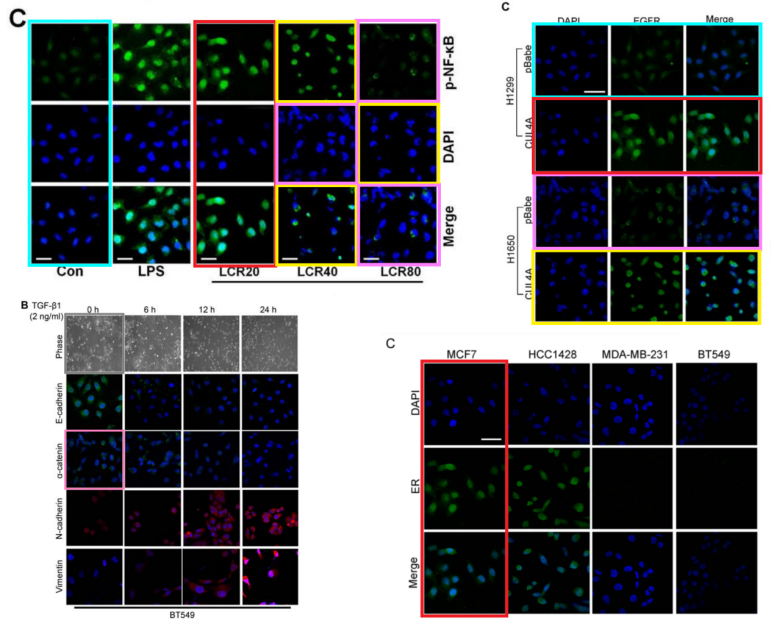 C
p-NF-κB
DAPI
Merge
Con
LPS
LCR20
LCR40
LCR80
C
DAPI
EGFR
Merge
H1299
pBabe
CUL4A
H1650
pBabe
CUL4A
B
TGF-β1
(2 ng/ml)
0 h
6 h
12 h
24 h
Phase
E-cadherin
α-catenin
N-cadherin
Vimentin
BT549
C
MCF7
HCC1428
MDA-MB-231
BT549
DAPI
ER
Merge